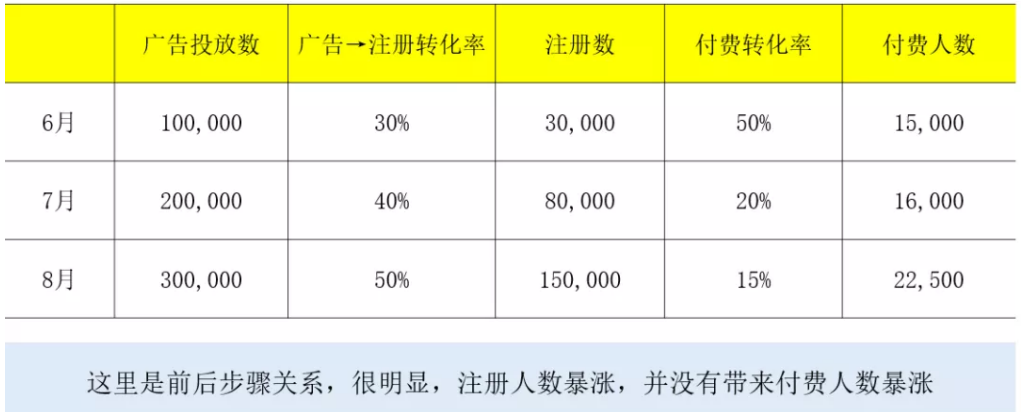 广告投放数 广告→注册转化率 注册数 付费转化率 付费人数
6月 100,000 30% 30,000 50% 15,000
7月 200,000 40% 80,000 20% 16,000
8月 300,000 50% 150,000 15% 22,500
这里是前后步骤关系，很明显，注册人数暴涨，并没有带来付费人数暴涨